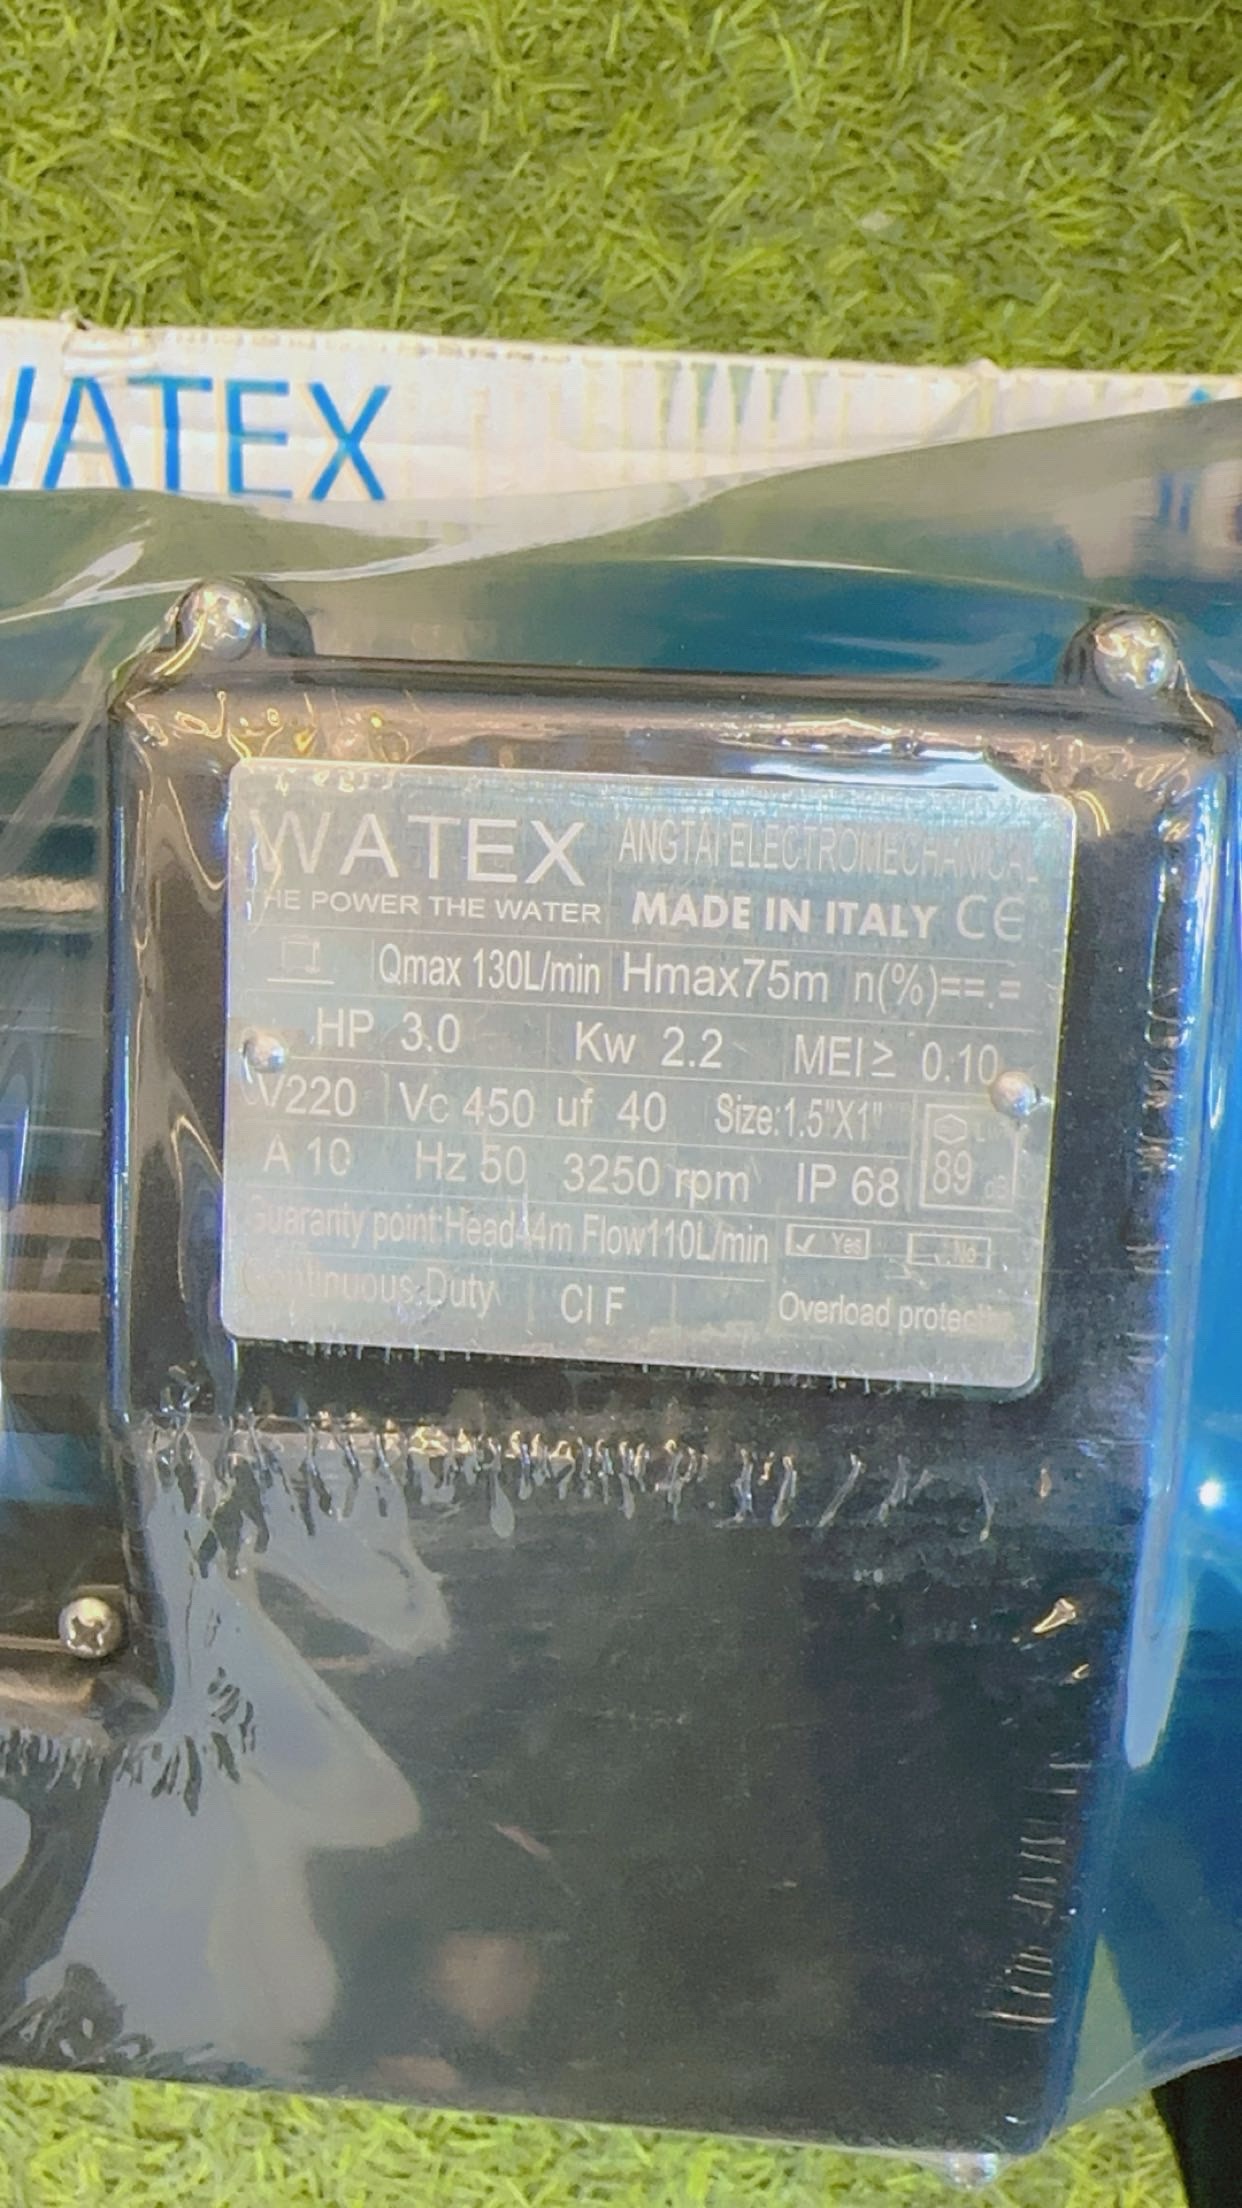 WATEX
WATEX ANGTAI ELECTROMECHANICAL
THE POWER THE WATER MADE IN ITALY CE
Qmax 130L/min Hmax75m n(%)==.=
HP 3.0 Kw 2.2 MEI≥ 0.10
V220 Vc 450 uf 40 Size:1.5"X1"
A 10 Hz 50 3250 rpm IP 68 89 dB
Guaranty point:Head44m Flow110L/min ✓ Yes No
Continuous:Duty Cl F Overload protector